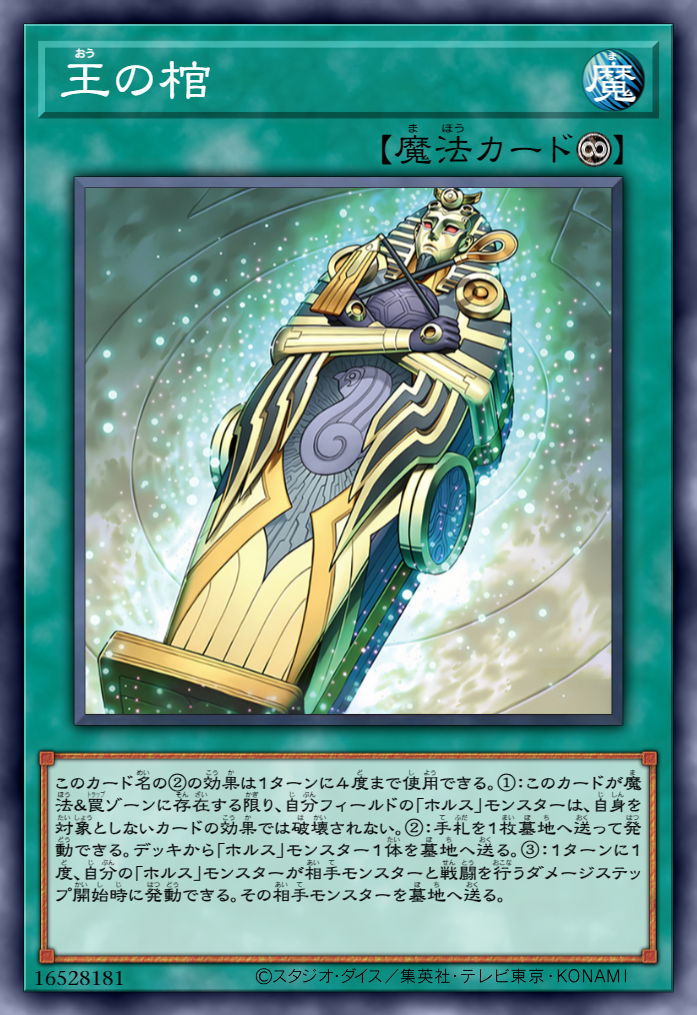 王の棺
魔
【魔法カード∞】
このカード名の②の効果は1ターンに4度まで使用できる。①:このカードが魔
法&罠ゾーンに存在する限り、自分フィールドの「ホルス」モンスターは、自身を
対象としないカードの効果では破壊されない。②:手札を1枚墓地へ送って発
動できる。デッキから「ホルス」モンスター1体を墓地へ送る。③:1ターンに1
度、自分の「ホルス」モンスターが相手モンスターと戦闘を行うダメージステッ
プ開始時に発動できる。その相手モンスターを墓地へ送る。
16528181 ©スタジオ・ダイス/集英社・テレビ東京・KONAMI